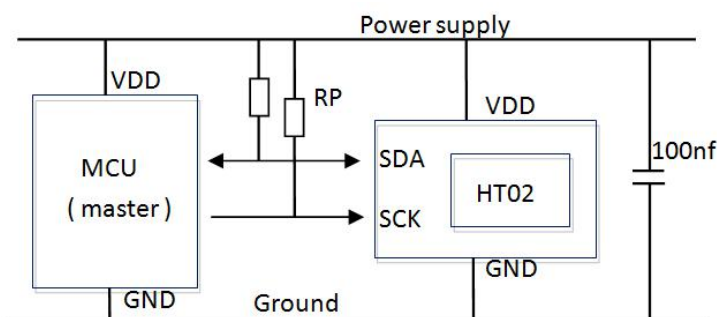 Power supply
VDD
RP
VDD
100nf
MCU
( master )
SDA
HT02
SCK
GND
GND
Ground